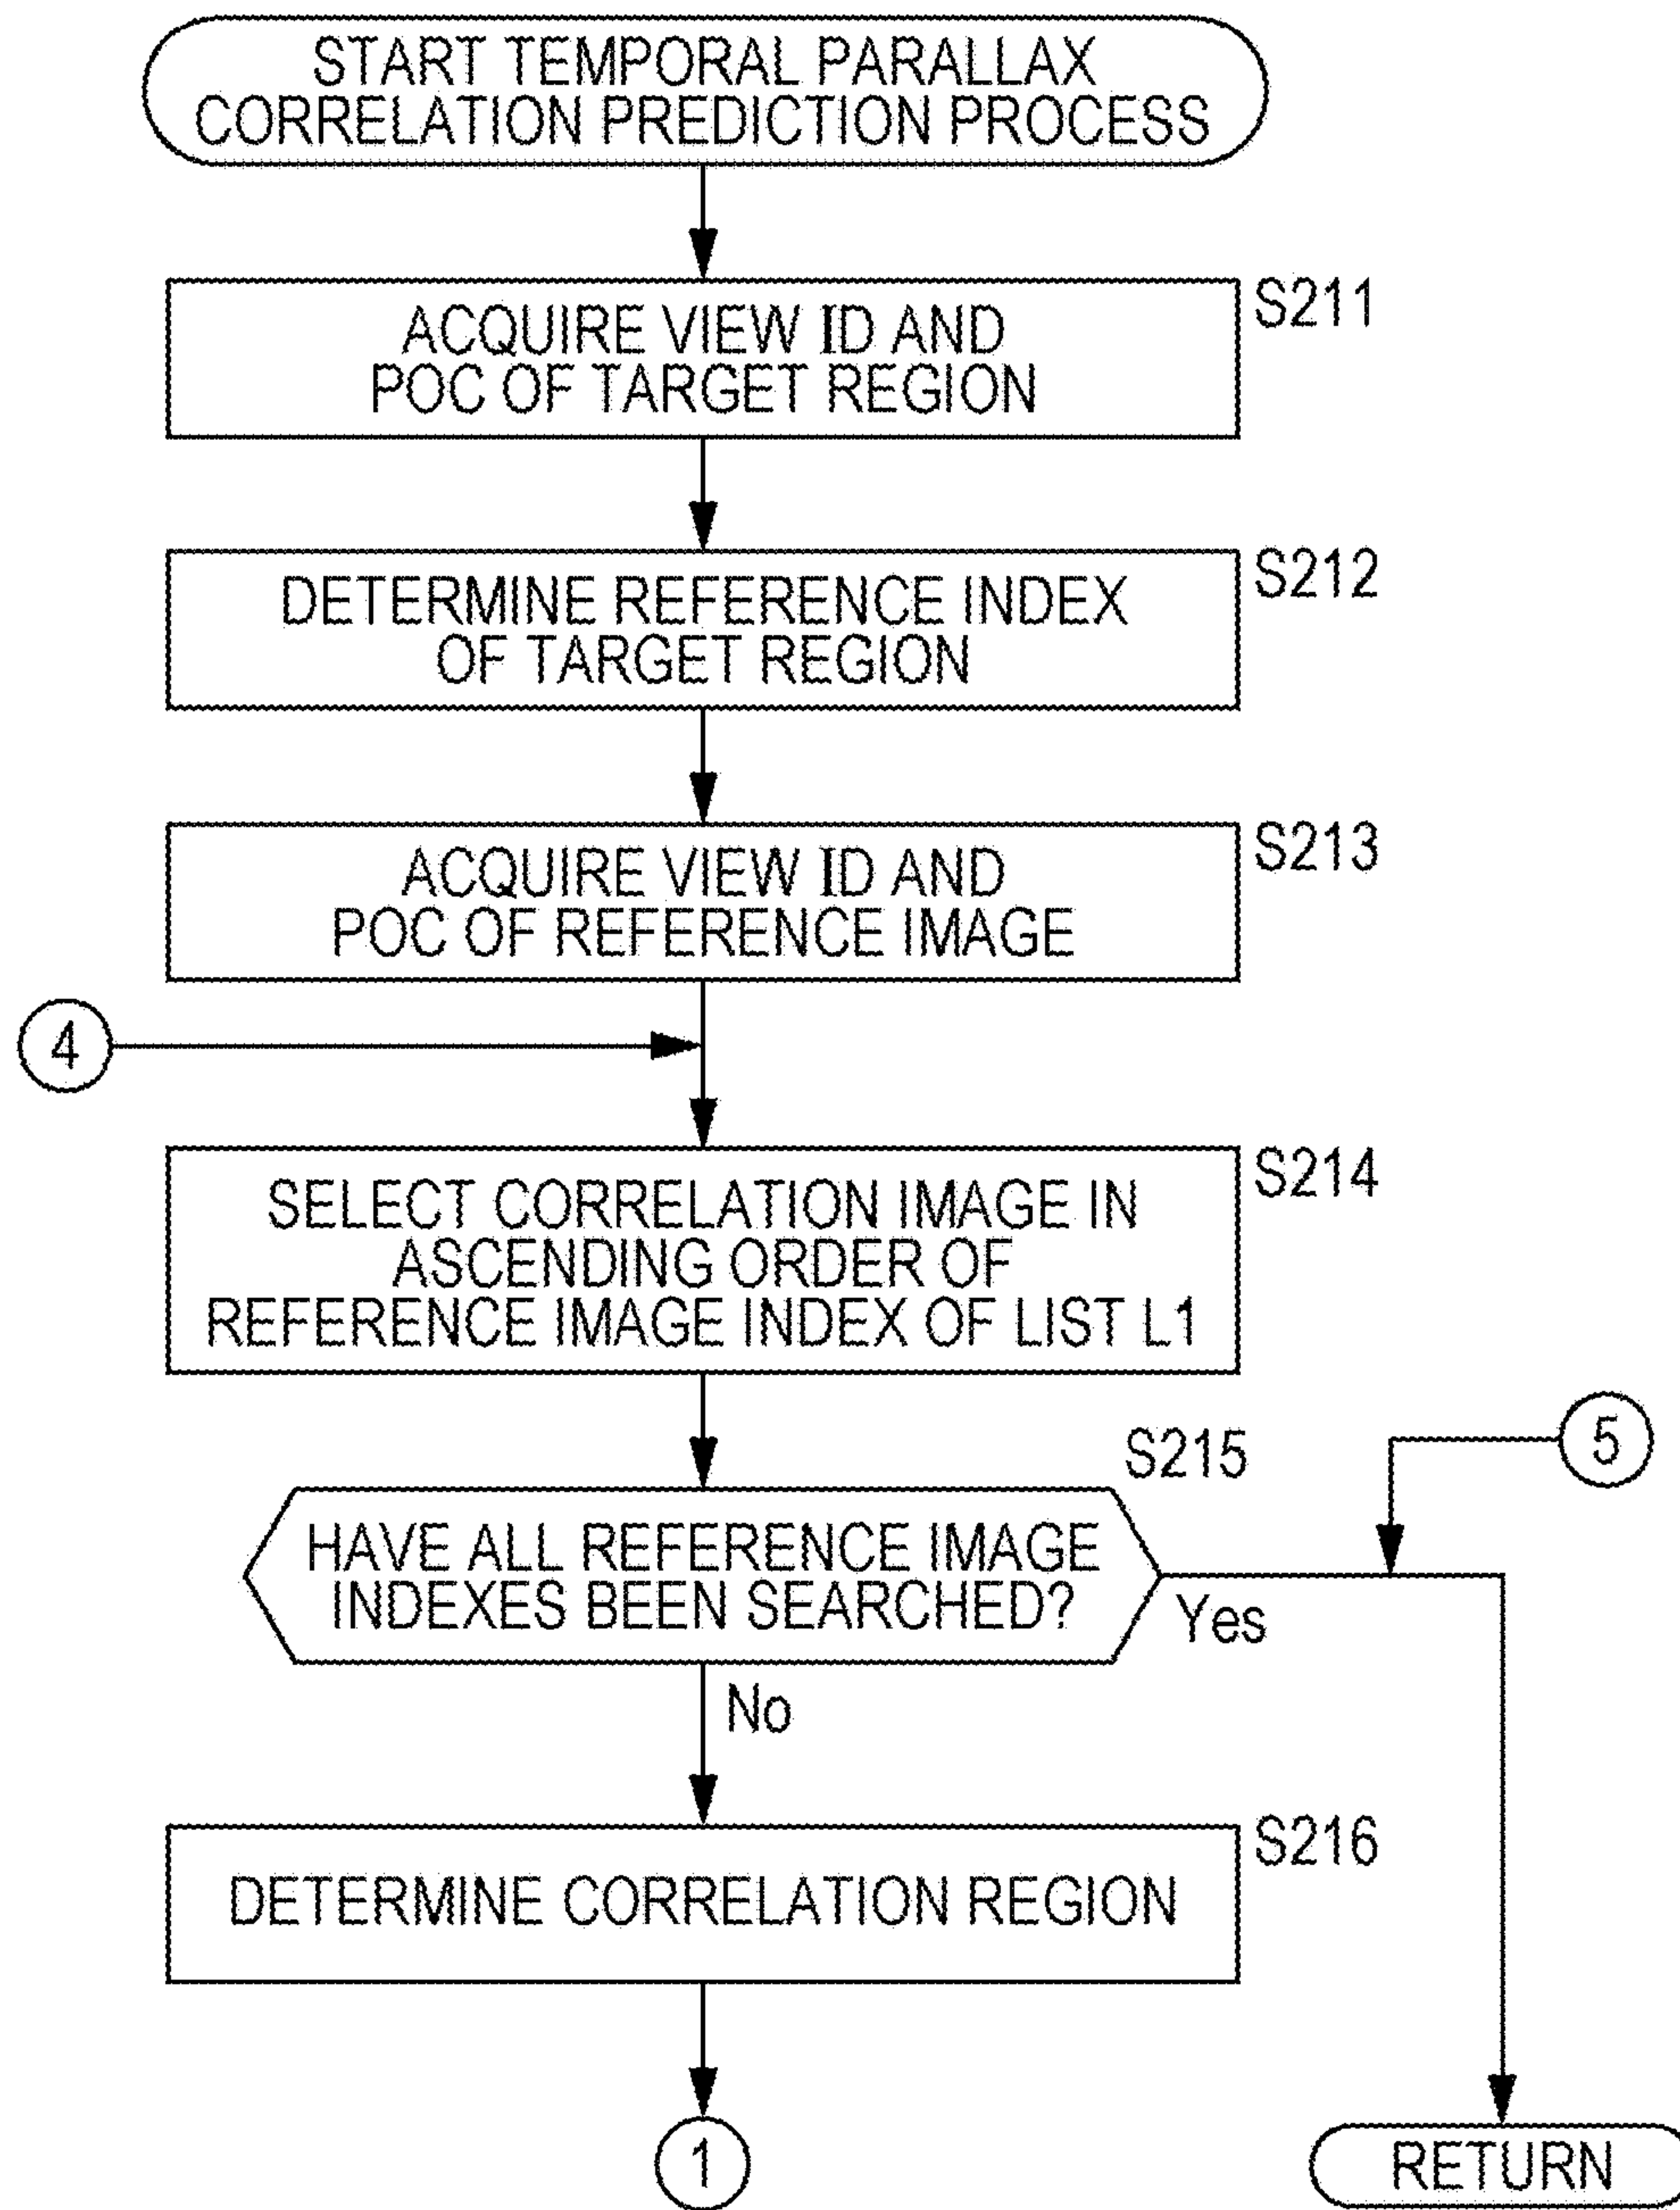 START TEMPORAL PARALLAX
CORRELATION PREDICTION PROCESS
S211
ACQUIRE VIEW ID AND
POC OF TARGET REGION
S212
DETERMINE REFERENCE INDEX
OF TARGET REGION
S213
ACQUIRE VIEW ID AND
POC OF REFERENCE IMAGE
4
S214
SELECT CORRELATION IMAGE IN
ASCENDING ORDER OF
REFERENCE IMAGE INDEX OF LIST L1
5
S215
HAVE ALL REFERENCE IMAGE
INDEXES BEEN SEARCHED?
Yes
No
S216
DETERMINE CORRELATION REGION
1
RETURN